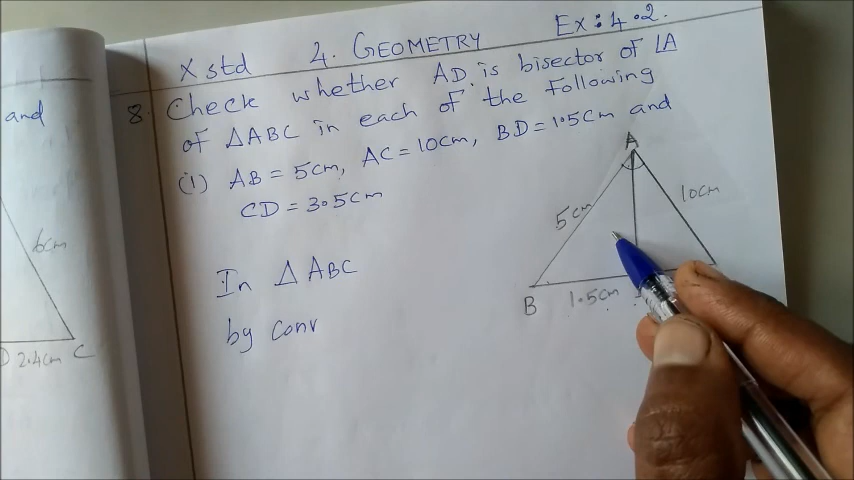 and
6cm
D 2.4cm C
X std 4. GEOMETRY Ex: 4.2.
8. Check whether AD is bisector of ∠A
of △ABC in each of the following
(i) AB = 5cm, AC = 10cm, BD = 1.5cm and
CD = 3.5cm
In △ABC
by conv
A
5cm
10cm
B 1.5cm